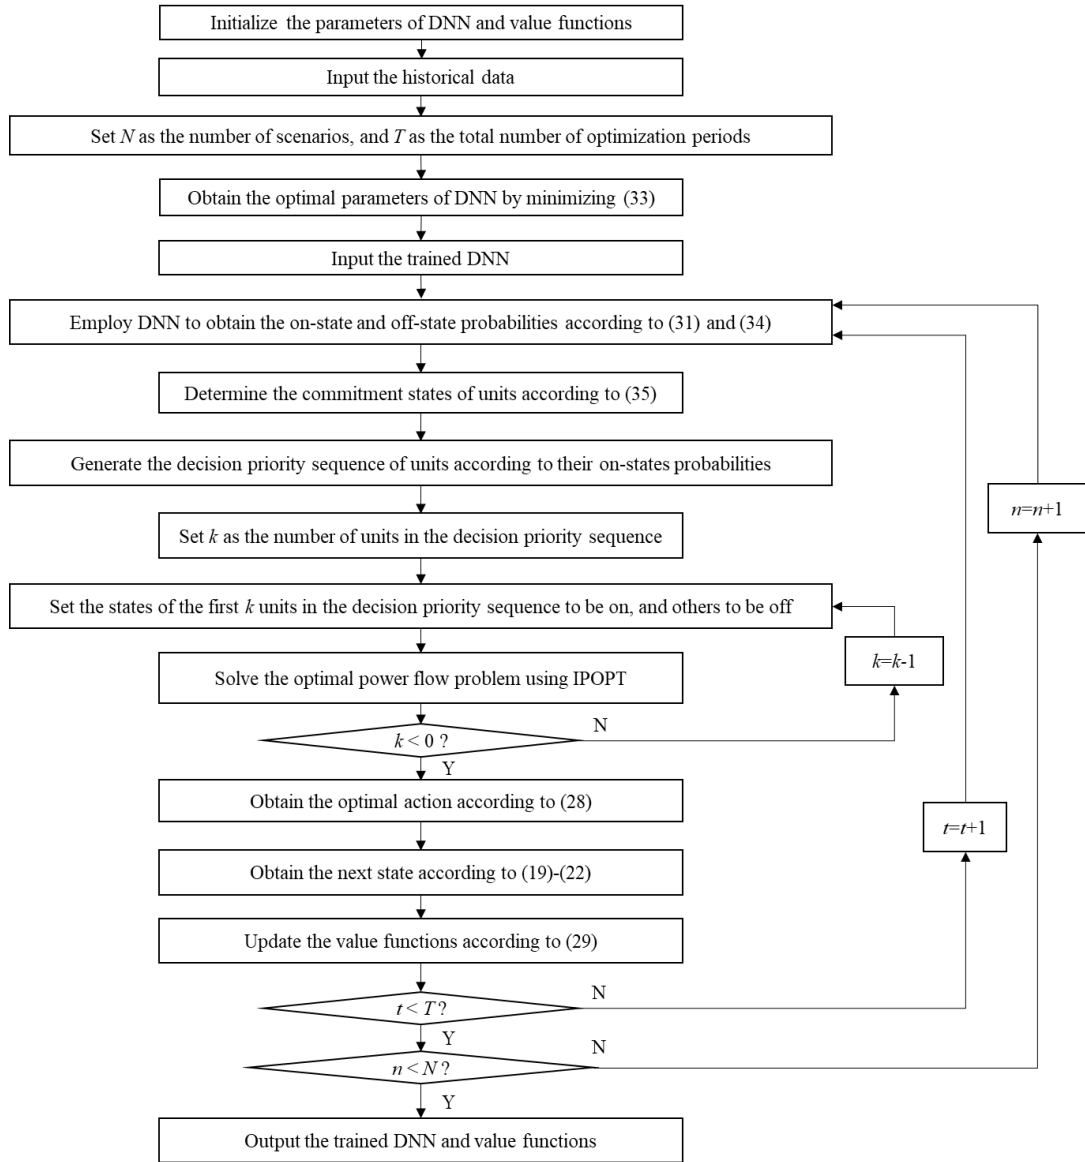 Initialize the parameters of DNN and value functions
Input the historical data
Set N as the number of scenarios, and T as the total number of optimization periods
Obtain the optimal parameters of DNN by minimizing (33)
Input the trained DNN
Employ DNN to obtain the on-state and off-state probabilities according to (31) and (34)
Determine the commitment states of units according to (35)
Generate the decision priority sequence of units according to their on-states probabilities
n=n+1
Set k as the number of units in the decision priority sequence
Set the states of the first k units in the decision priority sequence to be on, and others to be off
k=k-1
Solve the optimal power flow problem using IPOPT
N
k < 0 ?
Y
Obtain the optimal action according to (28)
t=t+1
Obtain the next state according to (19)-(22)
Update the value functions according to (29)
N
t < T ?
Y
N
n < N ?
Y
Output the trained DNN and value functions